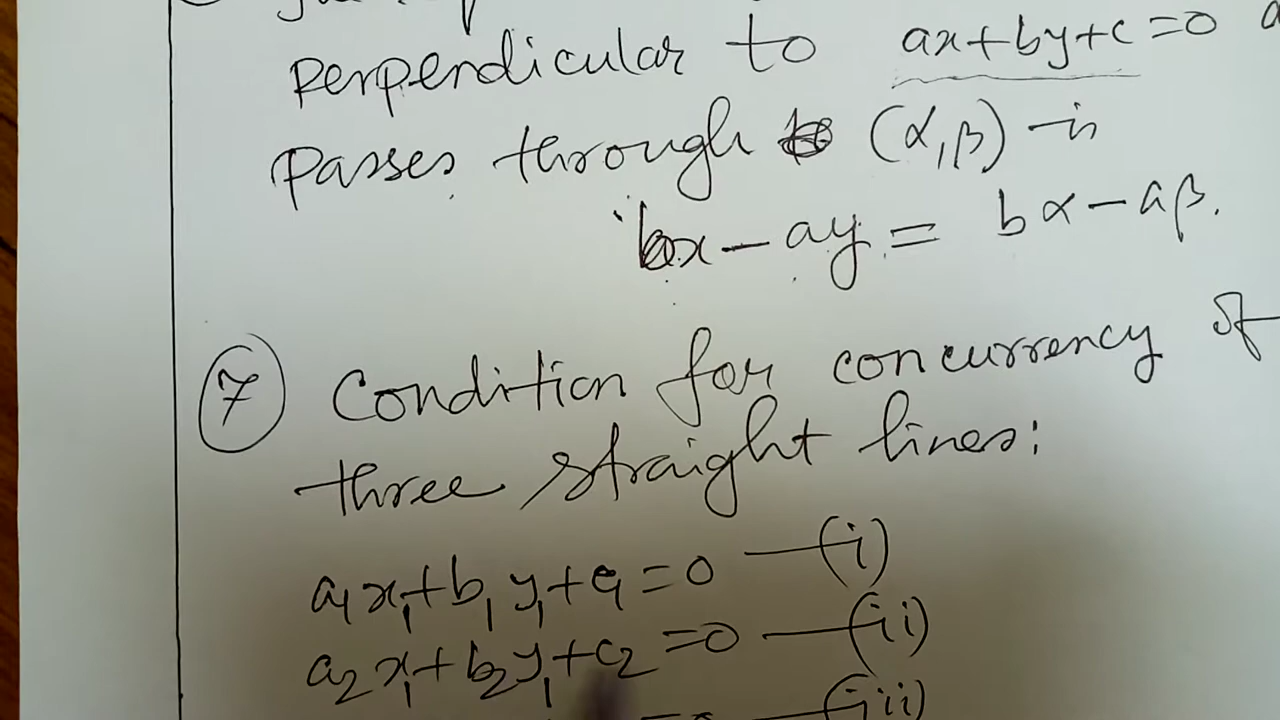 perpendicular to ax+by+c=0
passes through (α,β) is
bx-ay= bα-aβ.
7 Condition for concurrency of
three straight lines:
a₁x₁+b₁y₁+c₁=0 —(i)
a₂x₁+b₂y₁+c₂=0 —(ii)
—(iii)